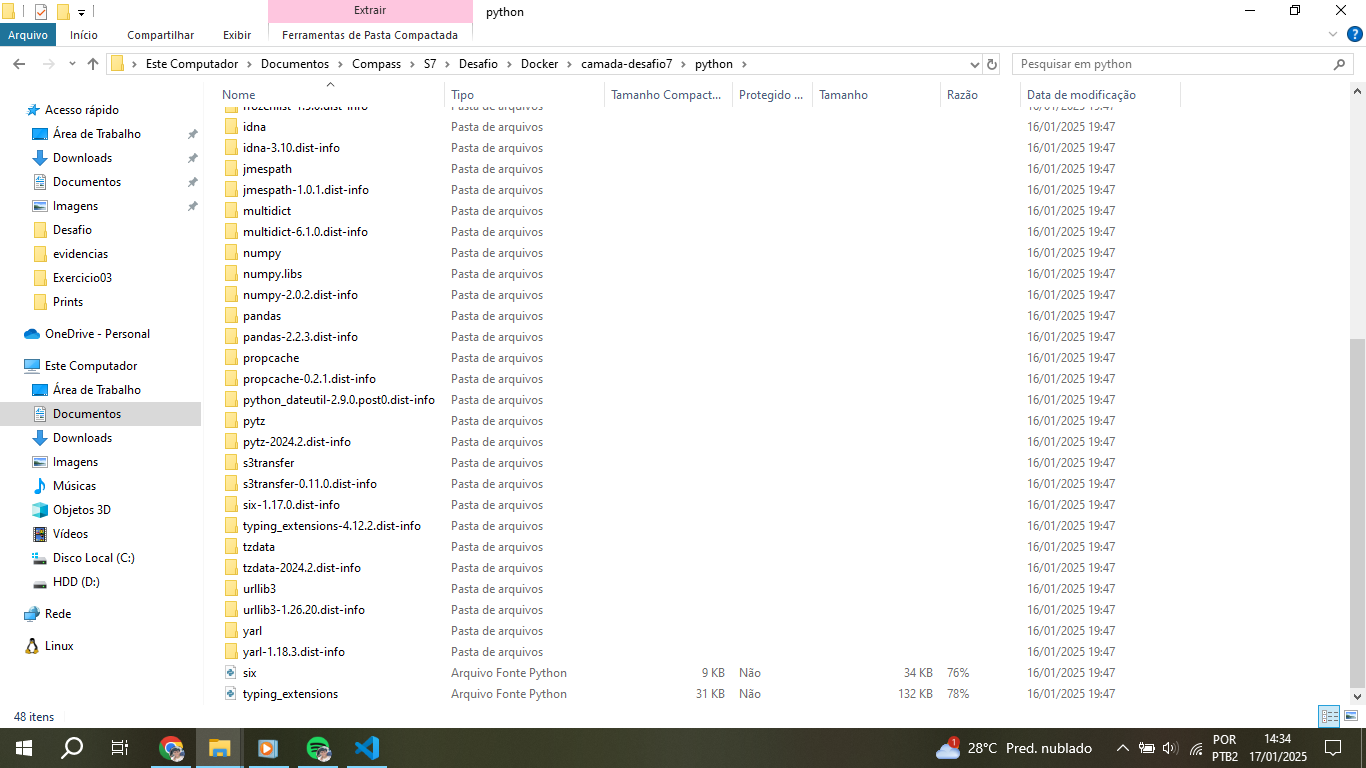 Extrair
python
Arquivo
Início
Compartilhar
Exibir
Ferramentas de Pasta Compactada
Este Computador > Documentos > Compass > S7 > Desafio > Docker > camada-desafio7 > python >
Pesquisar em python
Acesso rápido
Área de Trabalho
Downloads
Documentos
Imagens
Desafio
evidencias
Exercicio03
Prints
OneDrive - Personal
Este Computador
Área de Trabalho
Documentos
Downloads
Imagens
Músicas
Objetos 3D
Vídeos
Disco Local (C:)
HDD (D:)
Rede
Linux
Nome Tipo Tamanho Compact... Protegido ... Tamanho Razão Data de modificação
idna Pasta de arquivos 16/01/2025 19:47
idna-3.10.dist-info Pasta de arquivos 16/01/2025 19:47
jmespath Pasta de arquivos 16/01/2025 19:47
jmespath-1.0.1.dist-info Pasta de arquivos 16/01/2025 19:47
multidict Pasta de arquivos 16/01/2025 19:47
multidict-6.1.0.dist-info Pasta de arquivos 16/01/2025 19:47
numpy Pasta de arquivos 16/01/2025 19:47
numpy.libs Pasta de arquivos 16/01/2025 19:47
numpy-2.0.2.dist-info Pasta de arquivos 16/01/2025 19:47
pandas Pasta de arquivos 16/01/2025 19:47
pandas-2.2.3.dist-info Pasta de arquivos 16/01/2025 19:47
propcache Pasta de arquivos 16/01/2025 19:47
propcache-0.2.1.dist-info Pasta de arquivos 16/01/2025 19:47
python_dateutil-2.9.0.post0.dist-info Pasta de arquivos 16/01/2025 19:47
pytz Pasta de arquivos 16/01/2025 19:47
pytz-2024.2.dist-info Pasta de arquivos 16/01/2025 19:47
s3transfer Pasta de arquivos 16/01/2025 19:47
s3transfer-0.11.0.dist-info Pasta de arquivos 16/01/2025 19:47
six-1.17.0.dist-info Pasta de arquivos 16/01/2025 19:47
typing_extensions-4.12.2.dist-info Pasta de arquivos 16/01/2025 19:47
tzdata Pasta de arquivos 16/01/2025 19:47
tzdata-2024.2.dist-info Pasta de arquivos 16/01/2025 19:47
urllib3 Pasta de arquivos 16/01/2025 19:47
urllib3-1.26.20.dist-info Pasta de arquivos 16/01/2025 19:47
yarl Pasta de arquivos 16/01/2025 19:47
yarl-1.18.3.dist-info Pasta de arquivos 16/01/2025 19:47
six Arquivo Fonte Python 9 KB Não 34 KB 76% 16/01/2025 19:47
typing_extensions Arquivo Fonte Python 31 KB Não 132 KB 78% 16/01/2025 19:47
48 itens
1
28°C Pred. nublado
POR
PTB2
14:34
17/01/2025